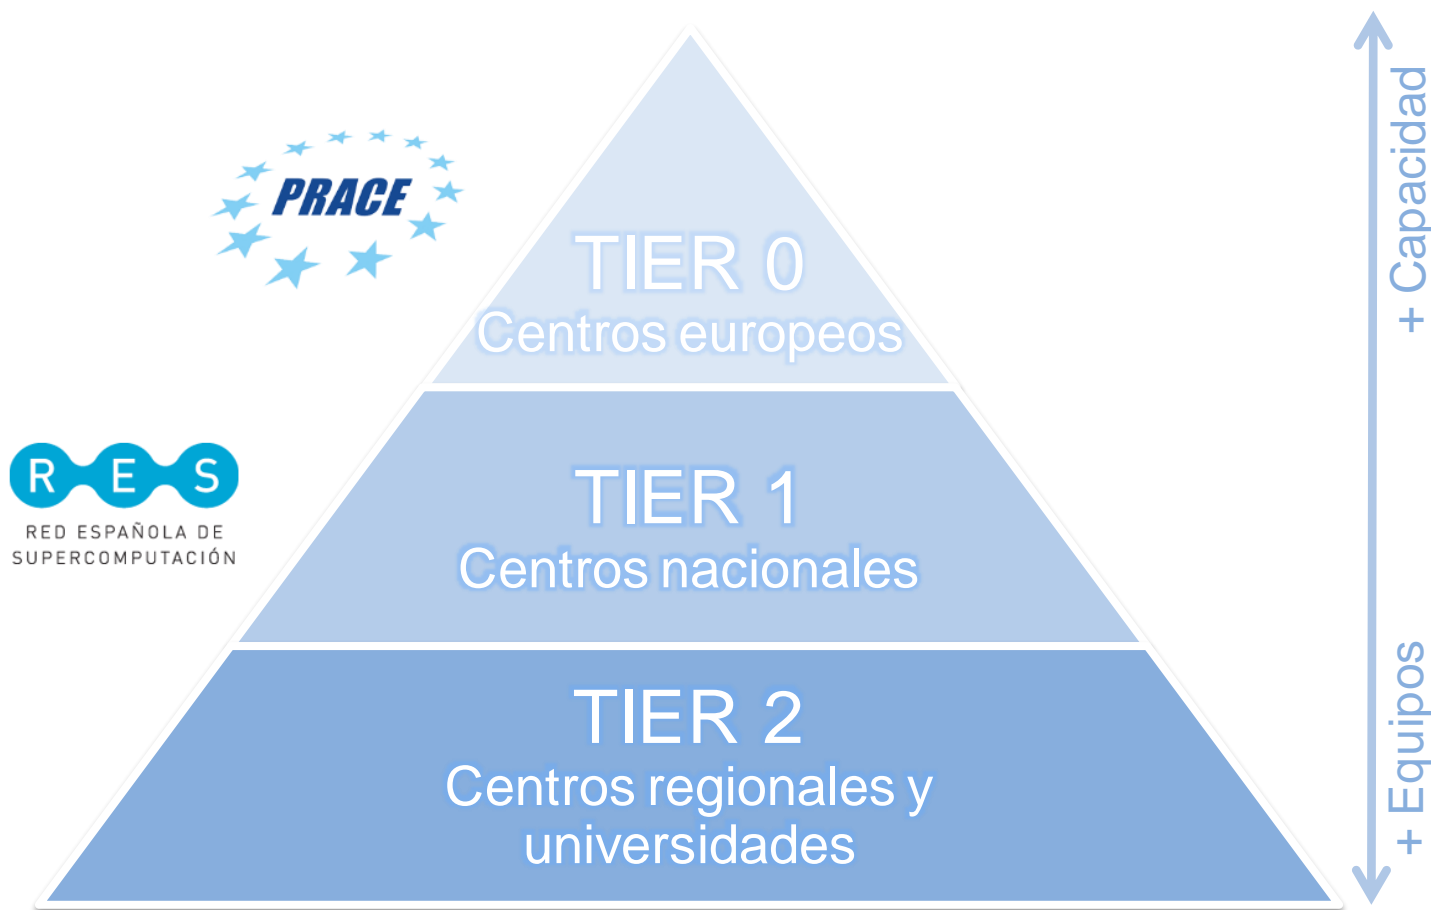 PRACE
TIER 0
Centros europeos
RES
RED ESPAÑOLA DE
SUPERCOMPUTACIÓN
TIER 1
Centros nacionales
TIER 2
Centros regionales y
universidades
+ Capacidad
+ Equipos